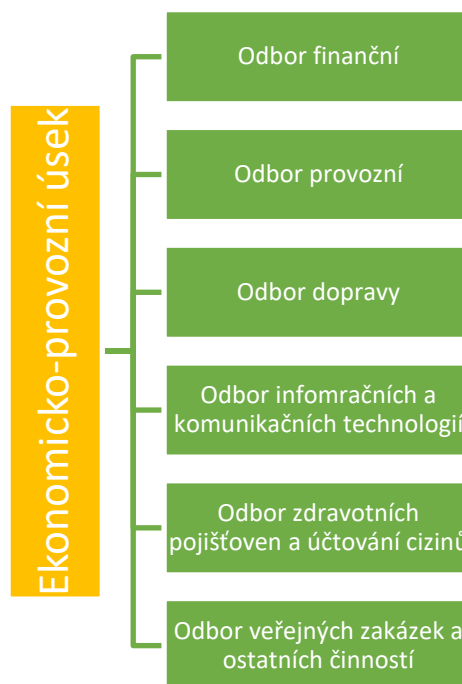 Ekonomicko-provozní úsek
Odbor finanční
Odbor provozní
Odbor dopravy
Odbor infomračních a
komunikačních technologií
Odbor zdravotních
pojišťoven a účtování cizinů
Odbor veřejných zakázek a
ostatních činností